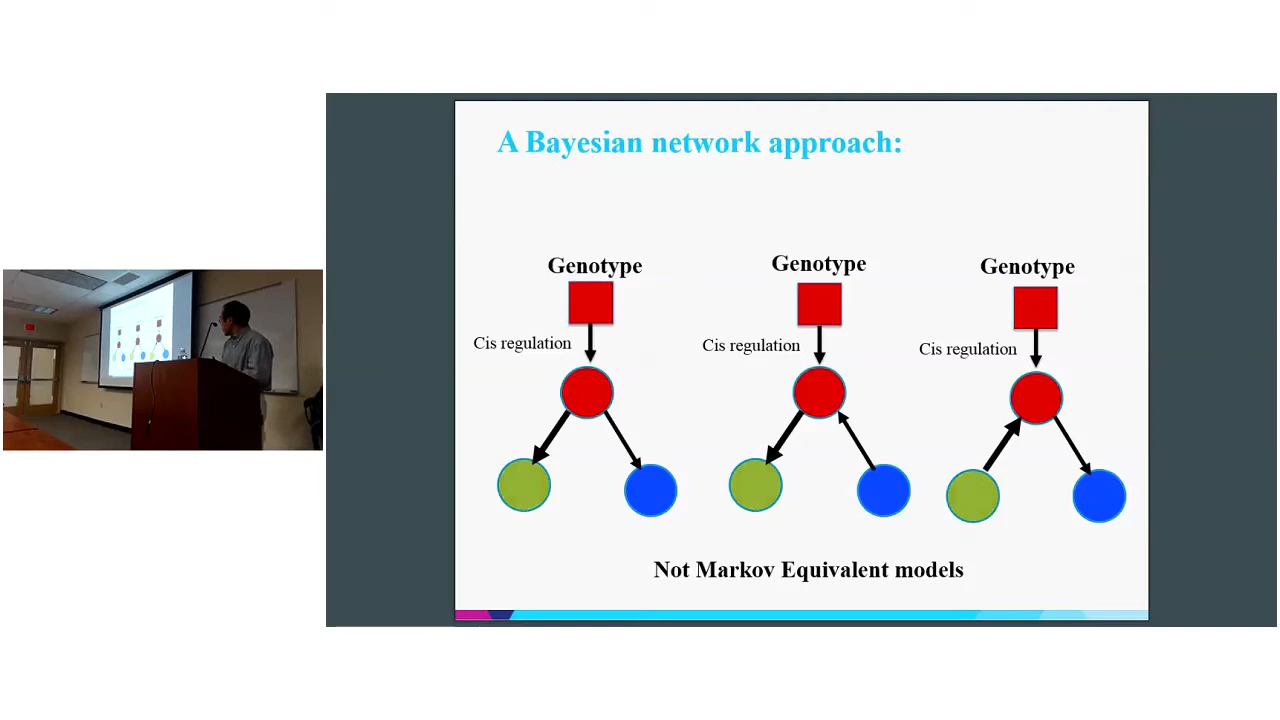 A Bayesian network approach:
Genotype
Genotype
Genotype
Cis regulation
Cis regulation
Cis regulation
Not Markov Equivalent models